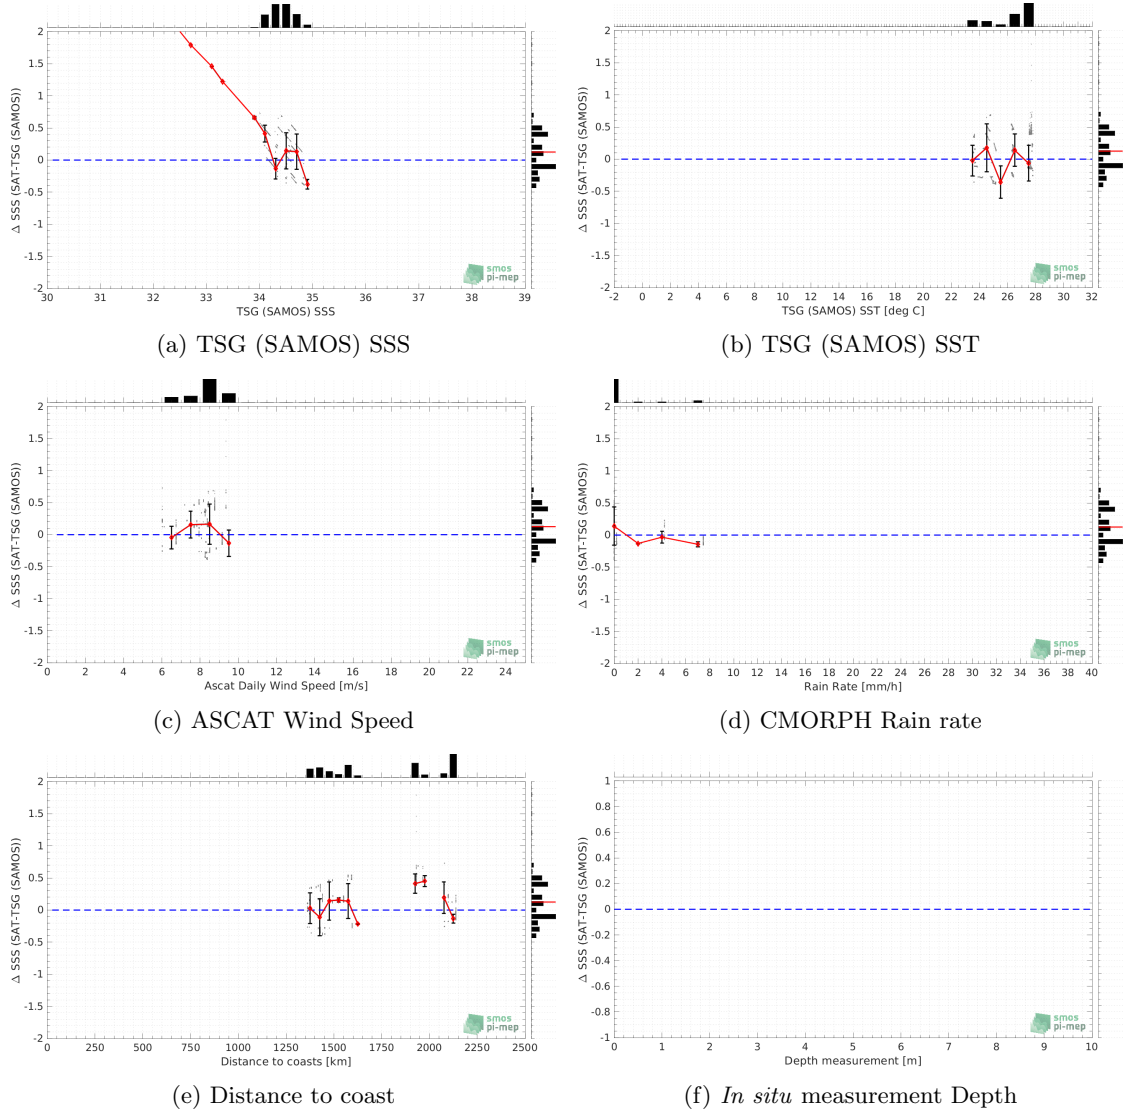 2
1.5
1
0.5
0
-0.5
-1
-1.5
-2
Δ SSS (SAT-TSG (SAMOS))
30 31 32 33 34 35 36 37 38 39
TSG (SAMOS) SSS
smos
pi-mep
(a) TSG (SAMOS) SSS
2
1.5
1
0.5
0
-0.5
-1
-1.5
-2
Δ SSS (SAT-TSG (SAMOS))
-2 0 2 4 6 8 10 12 14 16 18 20 22 24 26 28 30 32
TSG (SAMOS) SST [deg C]
smos
pi-mep
(b) TSG (SAMOS) SST
2
1.5
1
0.5
0
-0.5
-1
-1.5
-2
Δ SSS (SAT-TSG (SAMOS))
0 2 4 6 8 10 12 14 16 18 20 22 24
Ascat Daily Wind Speed [m/s]
smos
pi-mep
(c) ASCAT Wind Speed
2
1.5
1
0.5
0
-0.5
-1
-1.5
-2
Δ SSS (SAT-TSG (SAMOS))
0 2 4 6 8 10 12 14 16 18 20 22 24 26 28 30 32 34 36 38 40
Rain Rate [mm/h]
smos
pi-mep
(d) CMORPH Rain rate
2
1.5
1
0.5
0
-0.5
-1
-1.5
-2
Δ SSS (SAT-TSG (SAMOS))
0 250 500 750 1000 1250 1500 1750 2000 2250 2500
Distance to coasts [km]
smos
pi-mep
(e) Distance to coast
1
0.8
0.6
0.4
0.2
0
-0.2
-0.4
-0.6
-0.8
-1
Δ SSS (SAT-TSG (SAMOS))
0 1 2 3 4 5 6 7 8 9 10
Depth measurement [m]
smos
pi-mep
(f) In situ measurement Depth